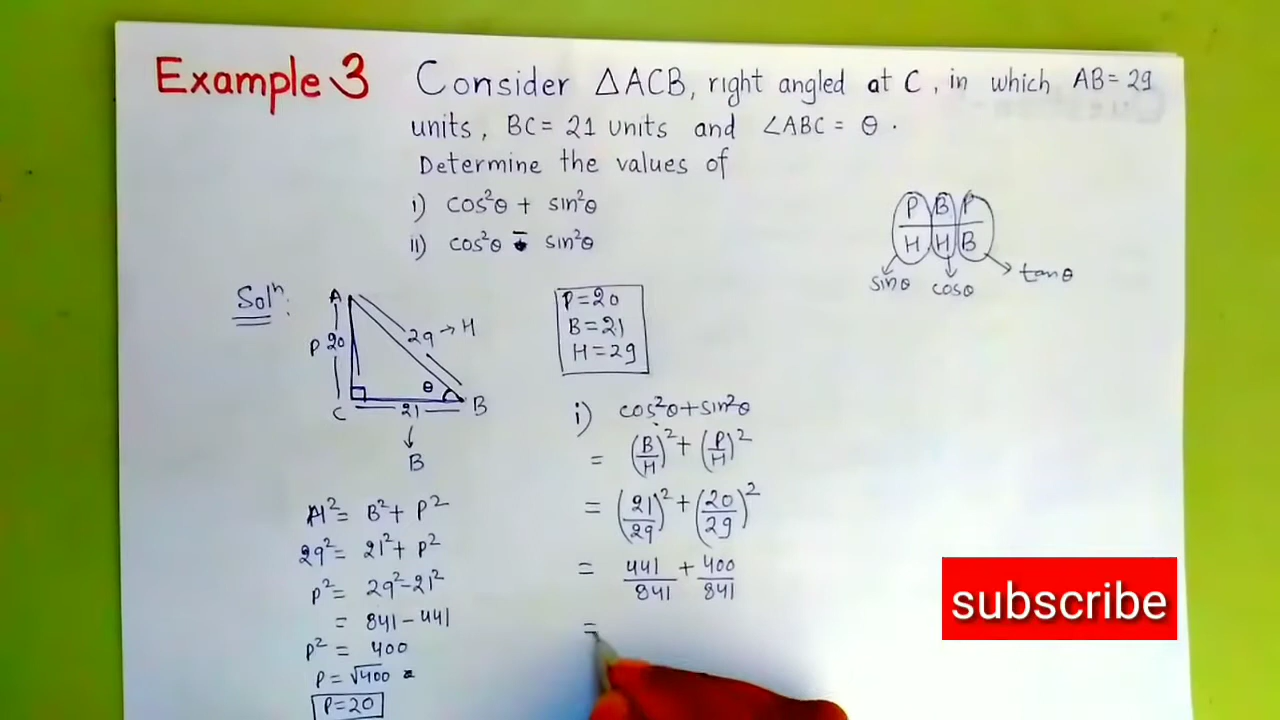 Example 3 Consider △ACB, right angled at C, in which AB = 29
units, BC = 21 units and ∠ABC = θ.
Determine the values of
i) cos²θ + sin²θ
ii) cos²θ - sin²θ
P B P
H H B
sinθ cosθ tanθ
Solⁿ:
A
P 20
29 → H
θ
C 21 B
↓
B
H² = B² + P²
29² = 21² + P²
P² = 29² - 21²
= 841 - 441
P² = 400
P = √400
P = 20
P = 20
B = 21
H = 29
i) cos²θ + sin²θ
= (B/H)² + (P/H)²
= (21/29)² + (20/29)²
= 441/841 + 400/841
=
subscribe